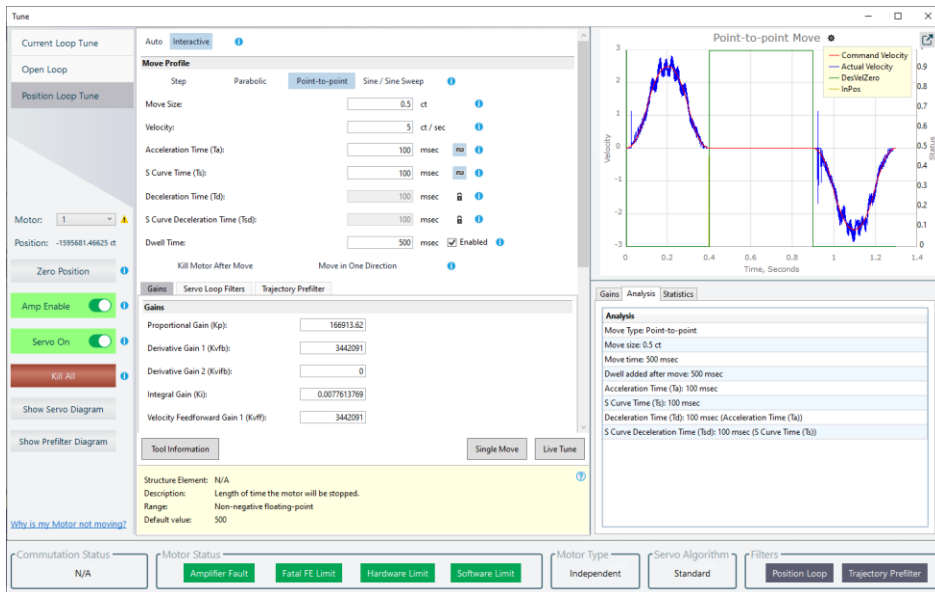 Tune
Current Loop Tune
Open Loop
Position Loop Tune
Motor: 1
Position: -1595681.46625 ct
Zero Position
Amp Enable
Servo On
Kill All
Show Servo Diagram
Show Prefilter Diagram
Why is my Motor not moving?
Auto Interactive
Move Profile
Step Parabolic Point-to-point Sine / Sine Sweep
Move Size: 0.5 ct
Velocity: 5 ct / sec
Acceleration Time (Ta): 100 msec
S Curve Time (Ts): 100 msec
Deceleration Time (Td): 100 msec
S Curve Deceleration Time (Tsd): 100 msec
Dwell Time: 500 msec Enabled
Kill Motor After Move Move in One Direction
Gains Servo Loop Filters Trajectory Prefilter
Gains
Proportional Gain (Kp): 166913.62
Derivative Gain 1 (Kvfb): 3442091
Derivative Gain 2 (Kvifb): 0
Integral Gain (Ki): 0.0077613769
Velocity Feedforward Gain 1 (Kvff): 3442091
Tool Information Single Move Live Tune
Structure Element: N/A
Description: Length of time the motor will be stopped.
Range: Non-negative floating-point
Default value: 500
Point-to-point Move
Command Velocity
Actual Velocity
DesVelZero
InPos
Velocity
3
2
1
0
-1
-2
-3
0.9
0.8
0.7
0.6
0.5
0.4
0.3
0.2
0.1
0
Status
0 0.2 0.4 0.6 0.8 1 1.2 1.4
Time, Seconds
Gains Analysis Statistics
Analysis
Move Type: Point-to-point
Move size: 0.5 ct
Move time: 500 msec
Dwell added after move: 500 msec
Acceleration Time (Ta): 100 msec
S Curve Time (Ts): 100 msec
Deceleration Time (Td): 100 msec (Acceleration Time (Ta))
S Curve Deceleration Time (Tsd): 100 msec (S Curve Time (Ts))
Commutation Status
N/A
Motor Status
Amplifier Fault Fatal FE Limit Hardware Limit Software Limit
Motor Type
Independent
Servo Algorithm
Standard
Filters
Position Loop Trajectory Prefilter